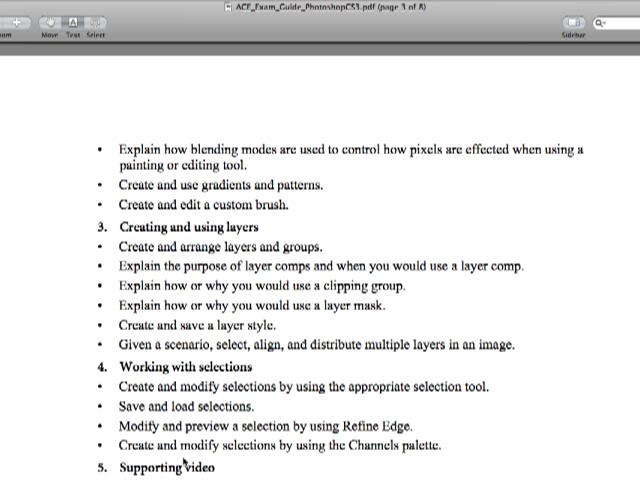 ACE_Exam_Guide_PhotoshopCS3.pdf (page 3 of 8)
Move Text Select
Sidebar
• Explain how blending modes are used to control how pixels are effected when using a
painting or editing tool.
• Create and use gradients and patterns.
• Create and edit a custom brush.
3. Creating and using layers
• Create and arrange layers and groups.
• Explain the purpose of layer comps and when you would use a layer comp.
• Explain how or why you would use a clipping group.
• Explain how or why you would use a layer mask.
• Create and save a layer style.
• Given a scenario, select, align, and distribute multiple layers in an image.
4. Working with selections
• Create and modify selections by using the appropriate selection tool.
• Save and load selections.
• Modify and preview a selection by using Refine Edge.
• Create and modify selections by using the Channels palette.
5. Supporting video